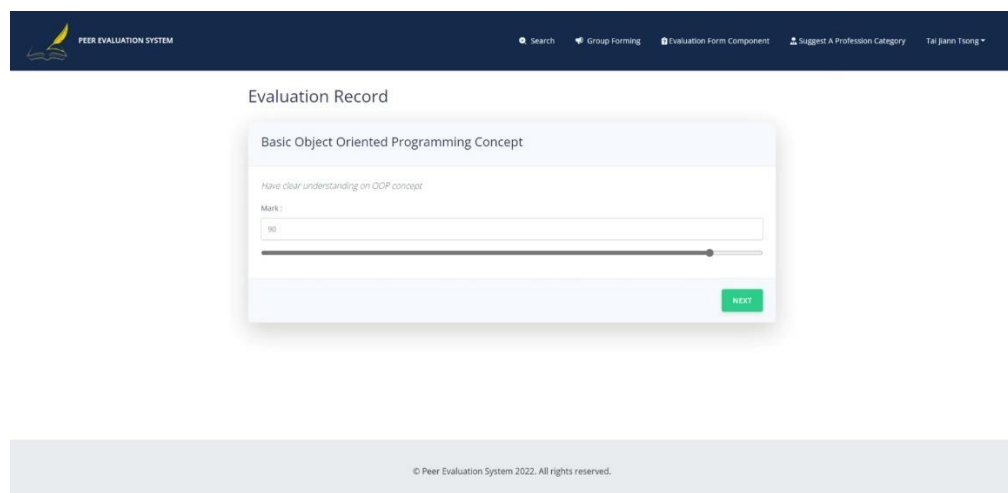 PEER EVALUATION SYSTEM Search Group Forming Evaluation Form Component Suggest A Profession Category Tai Jiann Tsong
Evaluation Record
Basic Object Oriented Programming Concept
Have clear understanding on OOP concept
Mark :
90
NEXT
© Peer Evaluation System 2022. All rights reserved.